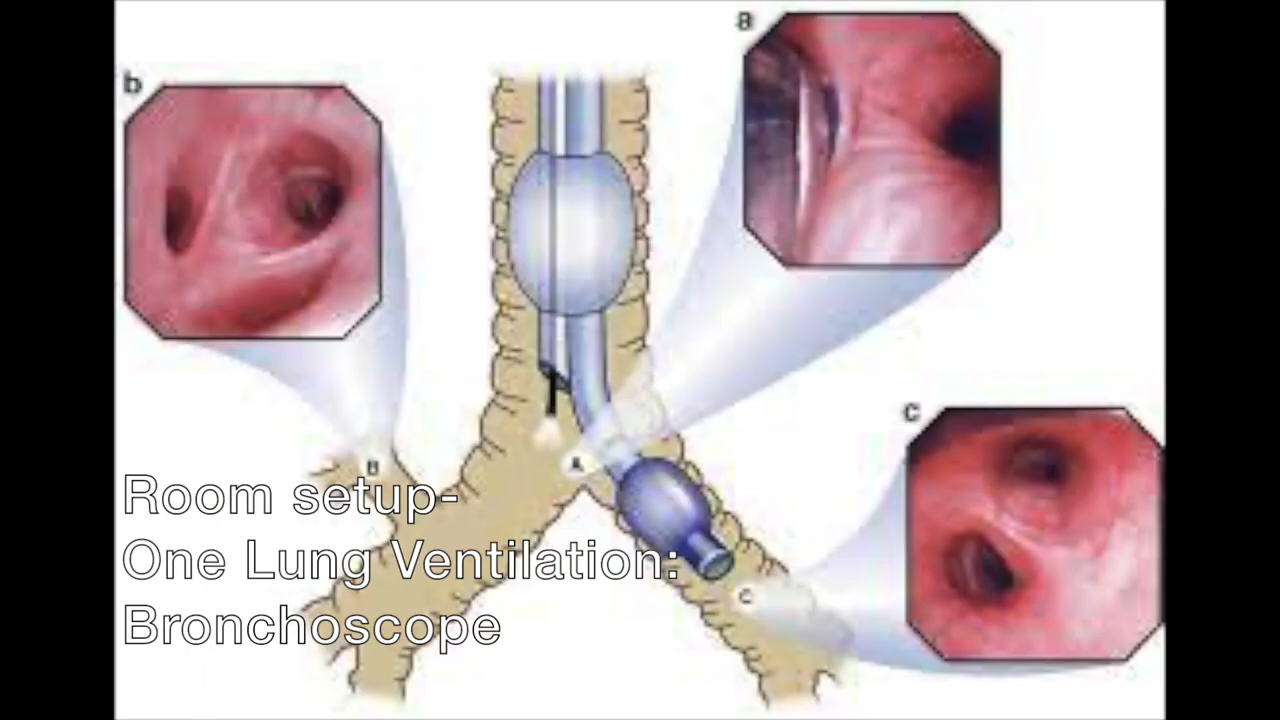 a
b
c
B
A
C
Room setup-
One Lung Ventilation:
Bronchoscope